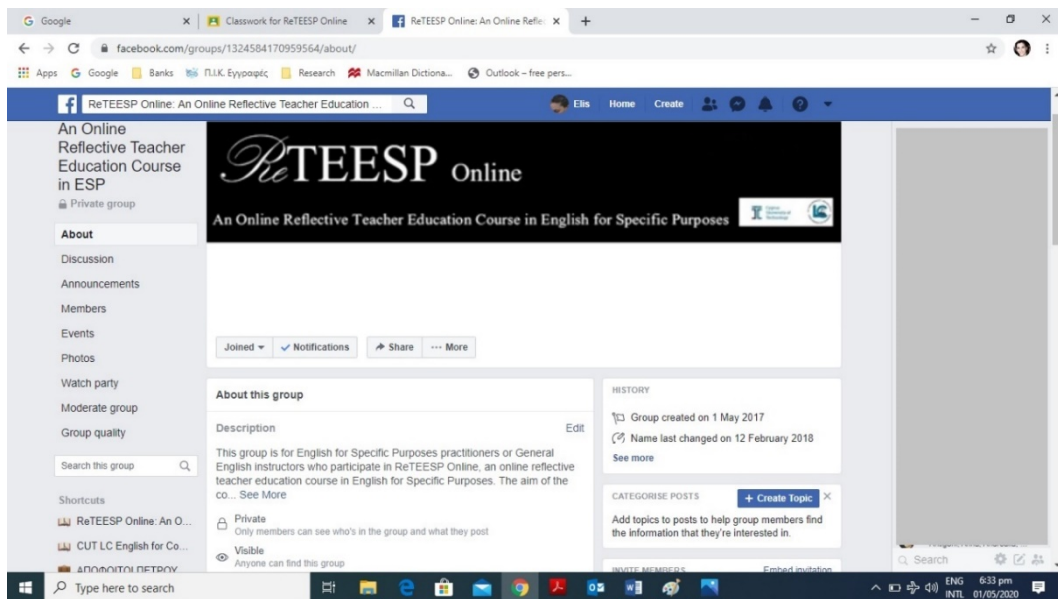 Google
Classwork for ReTEESP Online
ReTEESP Online: An Online Reflec
facebook.com/groups/1324584170959564/about/
Apps
Google
Banks
Π.Ι.Κ. Εγγραφές
Research
Macmillan Dictiona...
Outlook – free pers...
ReTEESP Online: An Online Reflective Teacher Education ...
Elis
Home
Create
An Online
Reflective Teacher
Education Course
in ESP
Private group
About
Discussion
Announcements
Members
Events
Photos
Watch party
Moderate group
Group quality
Search this group
Shortcuts
ReTEESP Online: An O...
CUT LC English for Co...
ReTEESP Online
An Online Reflective Teacher Education Course in English for Specific Purposes
Joined
Notifications
Share
More
About this group
Description
Edit
This group is for English for Specific Purposes practitioners or General
English instructors who participate in ReTEESP Online, an online reflective
teacher education course in English for Specific Purposes. The aim of the
co... See More
Private
Only members can see who's in the group and what they post
Visible
Anyone can find this group
HISTORY
Group created on 1 May 2017
Name last changed on 12 February 2018
See more
CATEGORISE POSTS
+ Create Topic
Add topics to posts to help group members find
the information that they're interested in.
INVITE MEMBERS
Embed invitation
Search
Type here to search
ENG
INTL
6:33 pm
01/05/2020